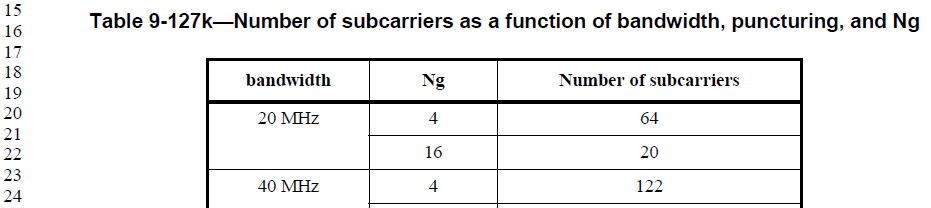 15
Table 9-127k—Number of subcarriers as a function of bandwidth, puncturing, and Ng
16
17
18
bandwidth Ng Number of subcarriers
19
20
20 MHz 4 64
21
22
16 20
23
40 MHz 4 122
24